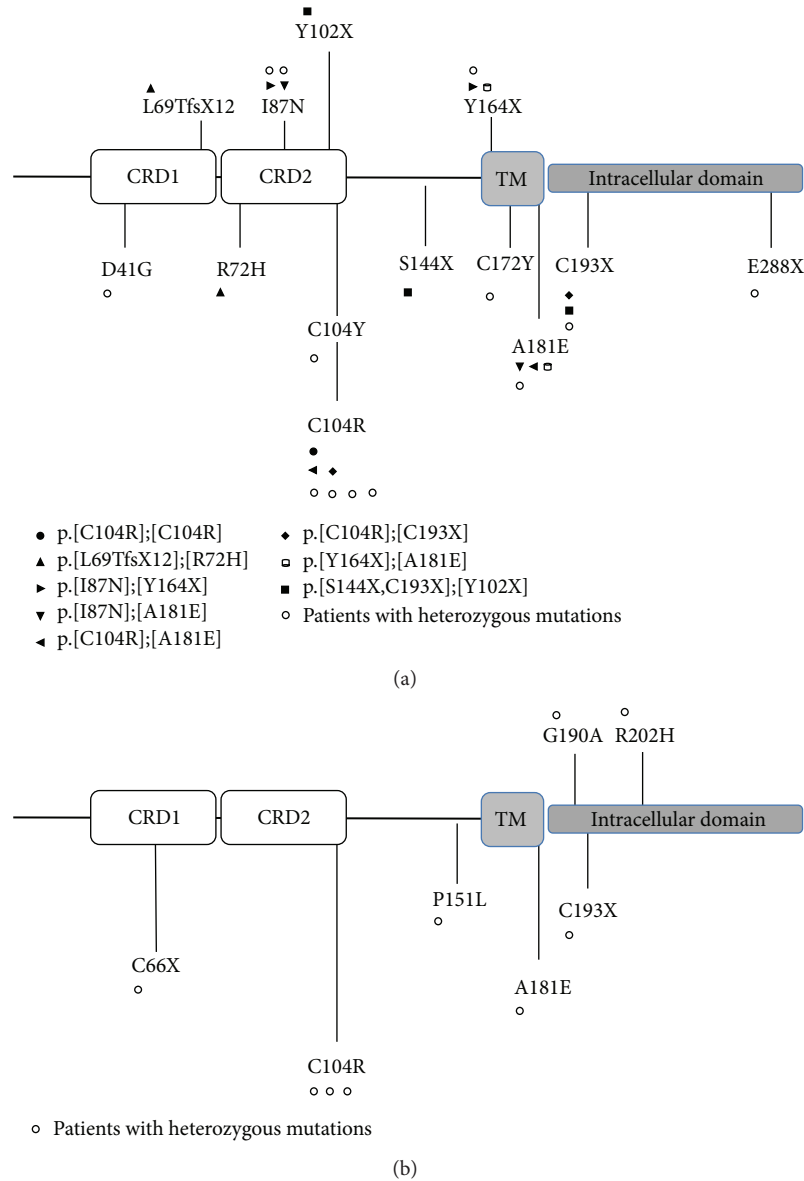 Y102X
L69TfsX12 I87N Y164X
CRD1 CRD2 TM Intracellular domain
D41G R72H S144X C172Y C193X E288X
C104Y A181E
C104R
p.[C104R];[C104R] p.[C104R];[C193X]
p.[L69TfsX12];[R72H] p.[Y164X];[A181E]
p.[I87N];[Y164X] p.[S144X,C193X];[Y102X]
p.[I87N];[A181E] Patients with heterozygous mutations
p.[C104R];[A181E]
(a)
G190A R202H
CRD1 CRD2 TM Intracellular domain
P151L C193X
C66X A181E
C104R
Patients with heterozygous mutations
(b)